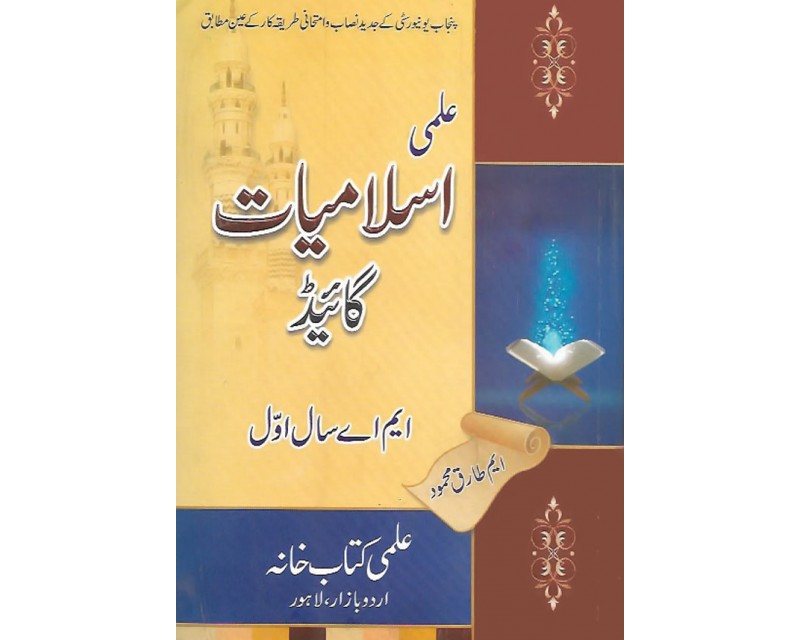 پنجاب یونیورسٹی کے جدید نصاب و امتحانی طریقہ کار کے عین مطابق
علمی
اسلامیات
گائیڈ
ایم اے سال اوّل
ایم طارق محمود
علمی کتاب خانہ
اردو بازار، لاہور